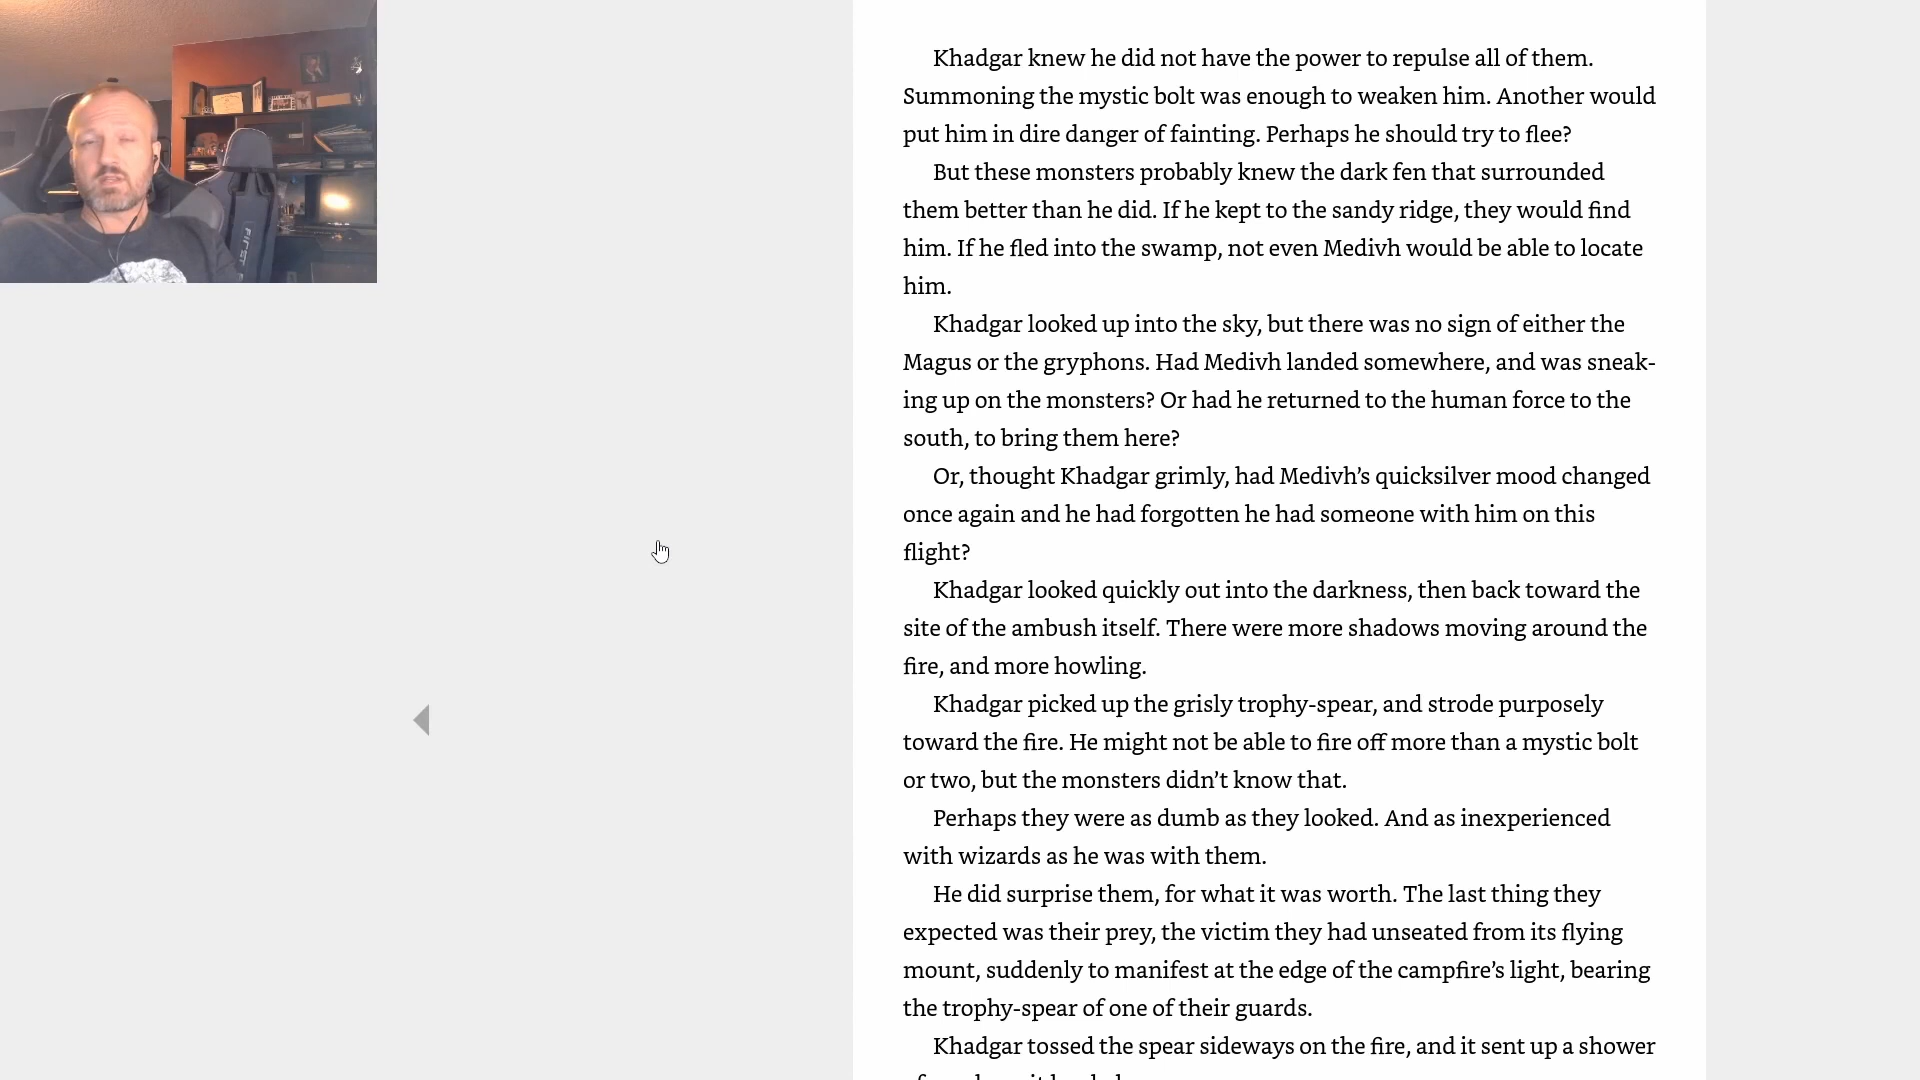 Khadgar knew he did not have the power to repulse all of them.
Summoning the mystic bolt was enough to weaken him. Another would
put him in dire danger of fainting. Perhaps he should try to flee?
But these monsters probably knew the dark fen that surrounded
them better than he did. If he kept to the sandy ridge, they would find
him. If he fled into the swamp, not even Medivh would be able to locate
him.
Khadgar looked up into the sky, but there was no sign of either the
Magus or the gryphons. Had Medivh landed somewhere, and was sneak-
ing up on the monsters? Or had he returned to the human force to the
south, to bring them here?
Or, thought Khadgar grimly, had Medivh’s quicksilver mood changed
once again and he had forgotten he had someone with him on this
flight?
Khadgar looked quickly out into the darkness, then back toward the
site of the ambush itself. There were more shadows moving around the
fire, and more howling.
Khadgar picked up the grisly trophy-spear, and strode purposely
toward the fire. He might not be able to fire off more than a mystic bolt
or two, but the monsters didn’t know that.
Perhaps they were as dumb as they looked. And as inexperienced
with wizards as he was with them.
He did surprise them, for what it was worth. The last thing they
expected was their prey, the victim they had unseated from its flying
mount, suddenly to manifest at the edge of the campfire’s light, bearing
the trophy-spear of one of their guards.
Khadgar tossed the spear sideways on the fire, and it sent up a shower